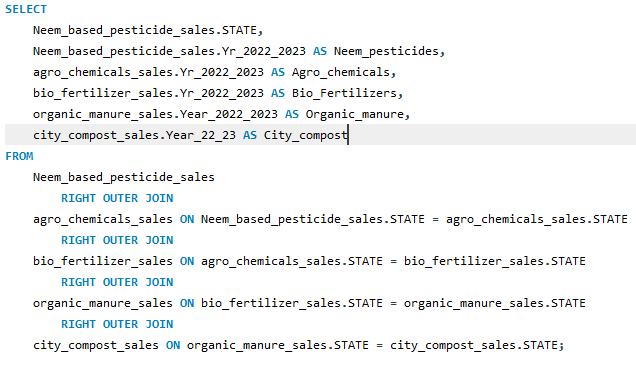 SELECT
    Neem_based_pesticide_sales.STATE,
    Neem_based_pesticide_sales.Yr_2022_2023 AS Neem_pesticides,
    agro_chemicals_sales.Yr_2022_2023 AS Agro_chemicals,
    bio_fertilizer_sales.Yr_2022_2023 AS Bio_Fertilizers,
    organic_manure_sales.Year_2022_2023 AS Organic_manure,
    city_compost_sales.Year_22_23 AS City_compost
FROM
    Neem_based_pesticide_sales
        RIGHT OUTER JOIN
    agro_chemicals_sales ON Neem_based_pesticide_sales.STATE = agro_chemicals_sales.STATE
        RIGHT OUTER JOIN
    bio_fertilizer_sales ON agro_chemicals_sales.STATE = bio_fertilizer_sales.STATE
        RIGHT OUTER JOIN
    organic_manure_sales ON bio_fertilizer_sales.STATE = organic_manure_sales.STATE
        RIGHT OUTER JOIN
    city_compost_sales ON organic_manure_sales.STATE = city_compost_sales.STATE;